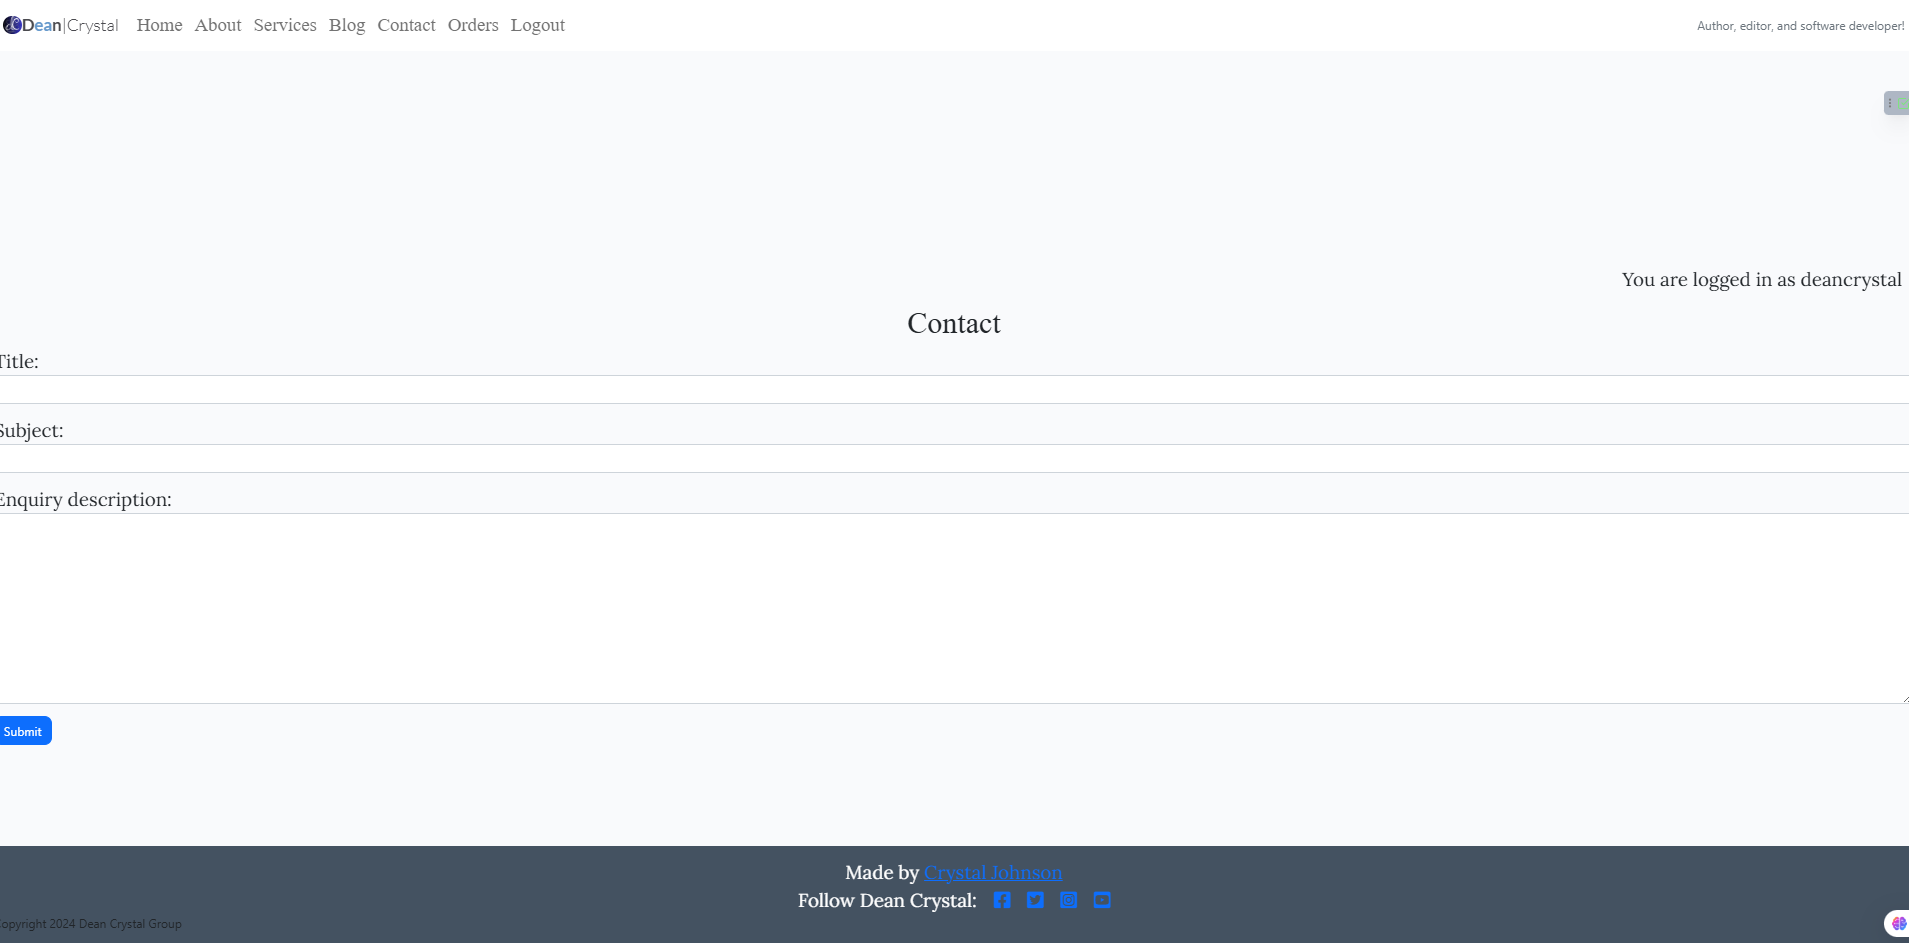 Dean|Crystal Home About Services Blog Contact Orders Logout Author, editor, and software developer!
You are logged in as deancrystal
Contact
Title:
Subject:
Enquiry description:
Submit
Made by Crystal Johnson
Follow Dean Crystal:
opyright 2024 Dean Crystal Group